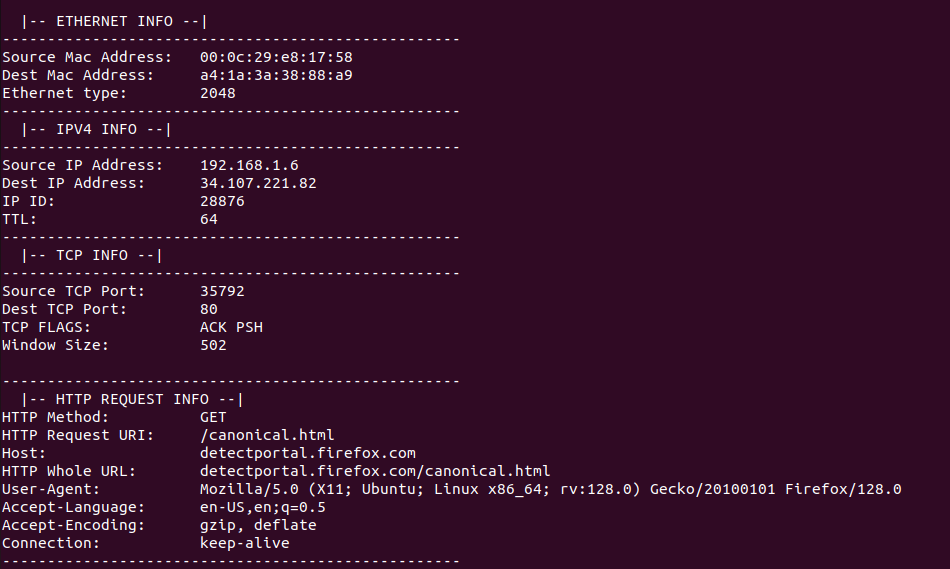 |-- ETHERNET INFO --|
---------------------------------------------------
Source Mac Address:   00:0c:29:e8:17:58
Dest Mac Address:     a4:1a:3a:38:88:a9
Ethernet type:        2048
---------------------------------------------------
  |-- IPV4 INFO --|
---------------------------------------------------
Source IP Address:    192.168.1.6
Dest IP Address:      34.107.221.82
IP ID:                28876
TTL:                  64
---------------------------------------------------
  |-- TCP INFO --|
---------------------------------------------------
Source TCP Port:      35792
Dest TCP Port:        80
TCP FLAGS:            ACK PSH
Window Size:          502
---------------------------------------------------
  |-- HTTP REQUEST INFO --|
HTTP Method:          GET
HTTP Request URI:     /canonical.html
Host:                 detectportal.firefox.com
HTTP Whole URL:       detectportal.firefox.com/canonical.html
User-Agent:           Mozilla/5.0 (X11; Ubuntu; Linux x86_64; rv:128.0) Gecko/20100101 Firefox/128.0
Accept-Language:      en-US,en;q=0.5
Accept-Encoding:      gzip, deflate
Connection:           keep-alive
---------------------------------------------------